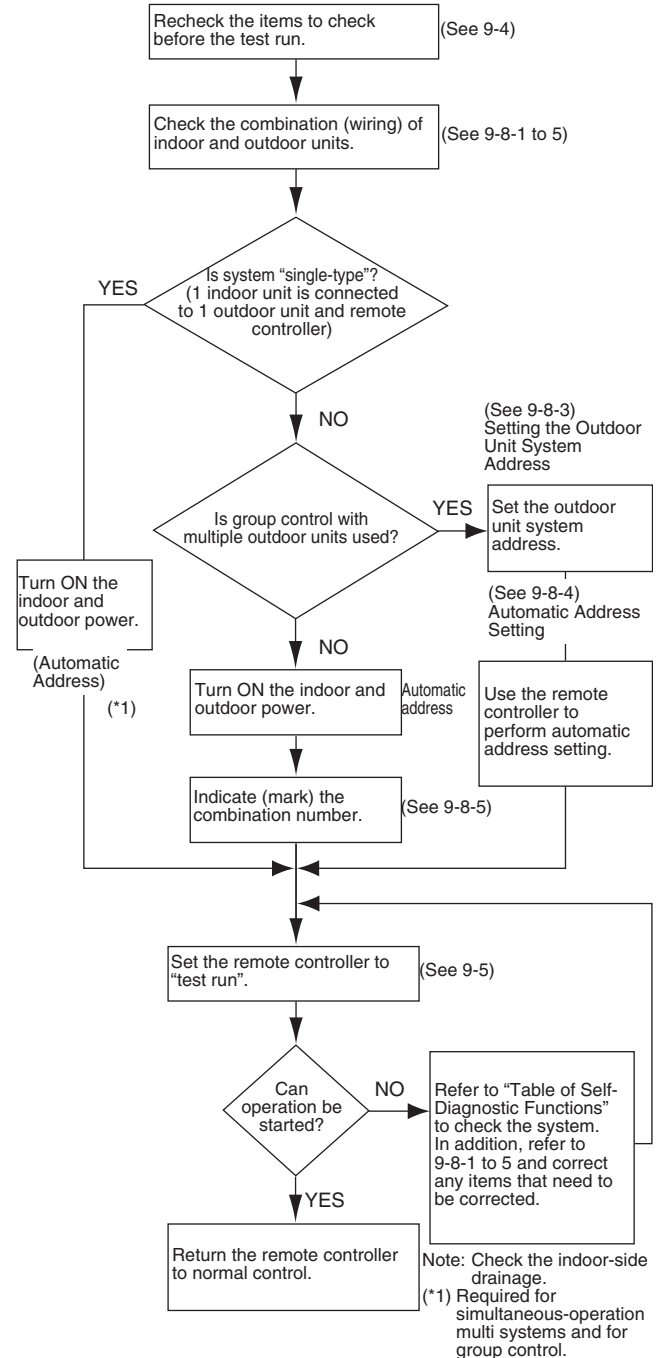 Recheck the items to check
before the test run.
(See 9-4)
Check the combination (wiring) of
indoor and outdoor units.
(See 9-8-1 to 5)
Is system “single-type”?
(1 indoor unit is connected
to 1 outdoor unit and remote
controller)
YES
NO
(See 9-8-3)
Setting the Outdoor
Unit System
Address
Is group control with
multiple outdoor units used?
YES
Set the outdoor
unit system
address.
(See 9-8-4)
Automatic Address
Setting
Turn ON the
indoor and
outdoor power.
(Automatic
Address)
(*1)
NO
Turn ON the indoor and
outdoor power.
Automatic
address
Use the remote
controller to
perform automatic
address setting.
Indicate (mark) the
combination number.
(See 9-8-5)
Set the remote controller to
“test run”.
(See 9-5)
Can
operation be
started?
NO
Refer to “Table of Self-
Diagnostic Functions”
to check the system.
In addition, refer to
9-8-1 to 5 and correct
any items that need to
be corrected.
YES
Return the remote controller
to normal control.
Note: Check the indoor-side
drainage.
(*1) Required for
simultaneous-operation
multi systems and for
group control.